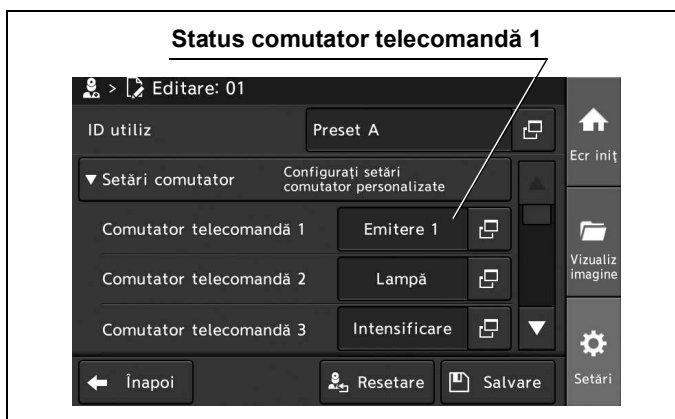 Status comutator telecomandă 1
> Editare: 01
ID utiliz Preset A
Ecr iniț
▼ Setări comutator Configurați setări
comutator personalizate
Comutator telecomandă 1 Emitere 1
Vizualiz
imagine
Comutator telecomandă 2 Lampă
Comutator telecomandă 3 Intensificare ▼
Înapoi Resetare Salvare Setări